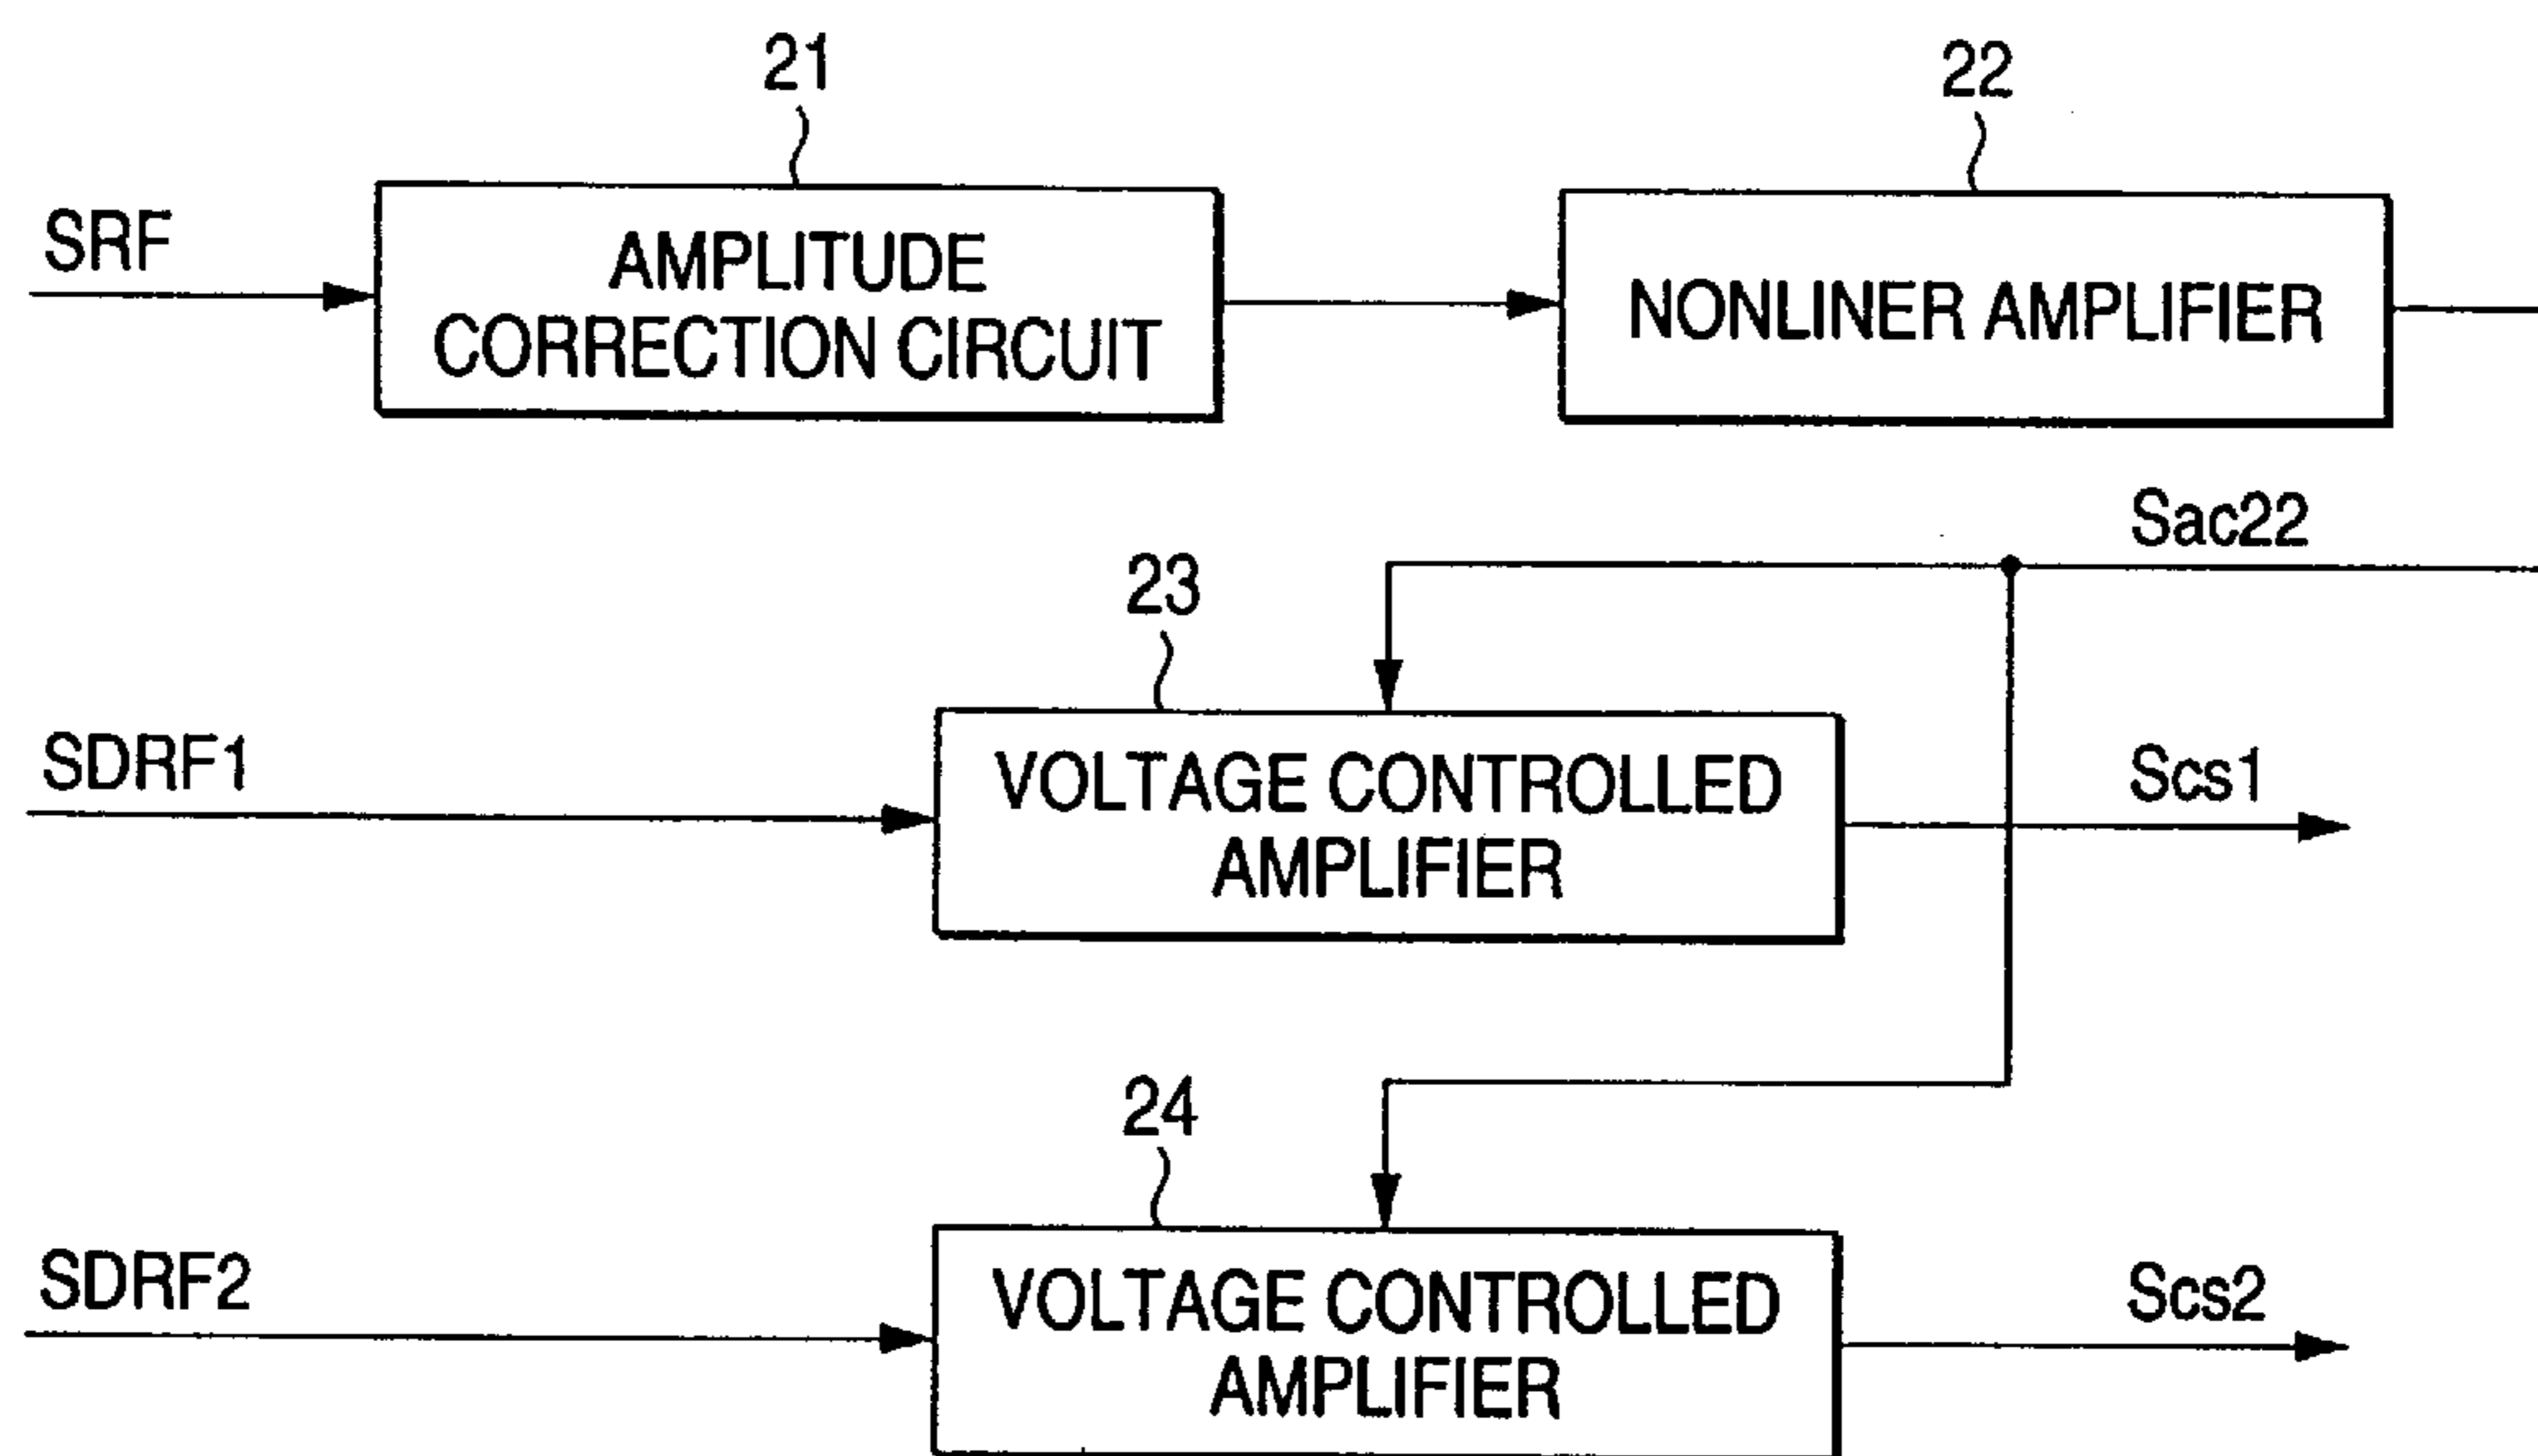 21
22
SRF
AMPLITUDE
CORRECTION CIRCUIT
NONLINER AMPLIFIER
Sac22
23
SDRF1
VOLTAGE CONTROLLED
AMPLIFIER
Scs1
24
SDRF2
VOLTAGE CONTROLLED
AMPLIFIER
Scs2